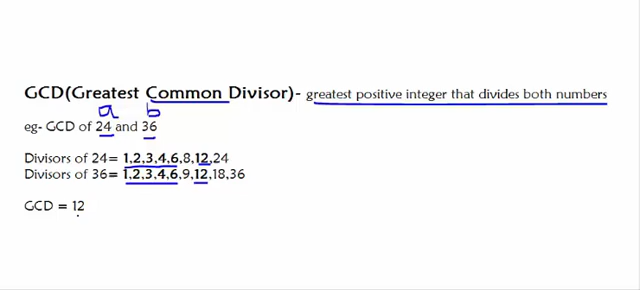 GCD(Greatest Common Divisor)- greatest positive integer that divides both numbers
a b
eg- GCD of 24 and 36
Divisors of 24= 1,2,3,4,6,8,12,24
Divisors of 36= 1,2,3,4,6,9,12,18,36
GCD = 12